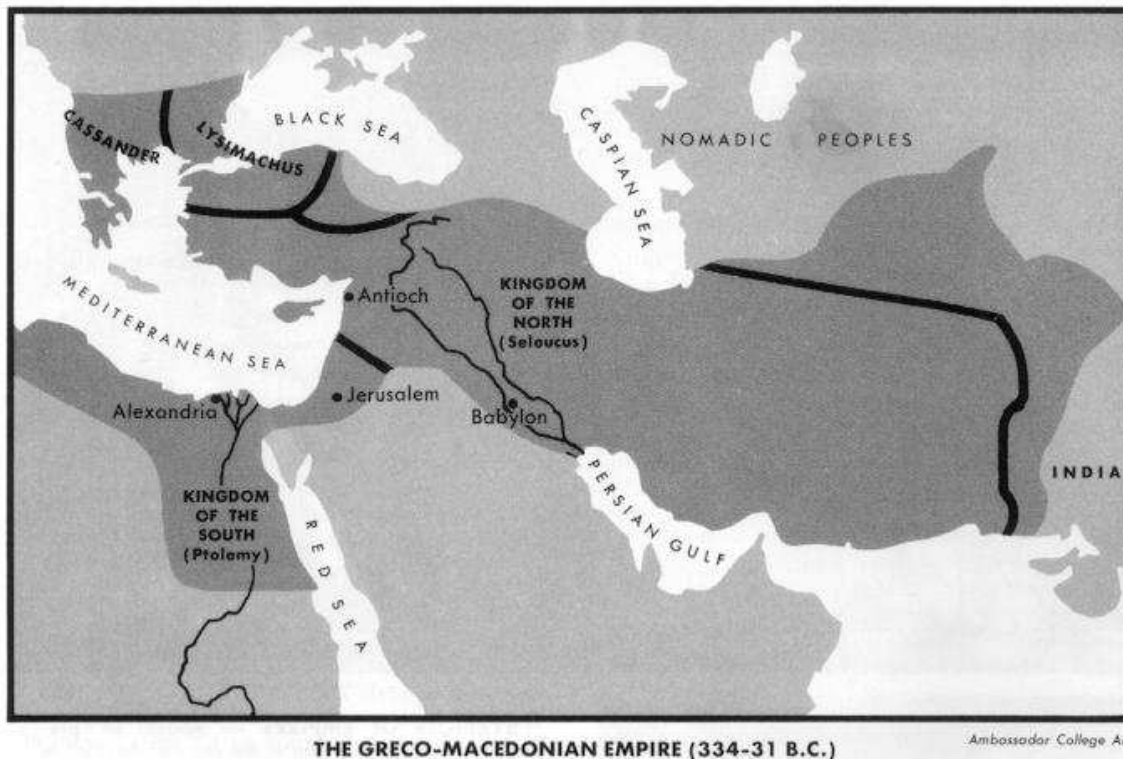 CASSANDER
LYSIMACHUS
BLACK SEA
CASPIAN SEA
NOMADIC PEOPLES
MEDITERRANEAN SEA
Antioch
KINGDOM
OF THE
NORTH
(Seloucus)
Alexandria
Jerusalem
Babylon
KINGDOM
OF THE
SOUTH
(Ptolemy)
RED SEA
PERSIAN GULF
INDIA
THE GRECO-MACEDONIAN EMPIRE (334-31 B.C.)
Ambassador College